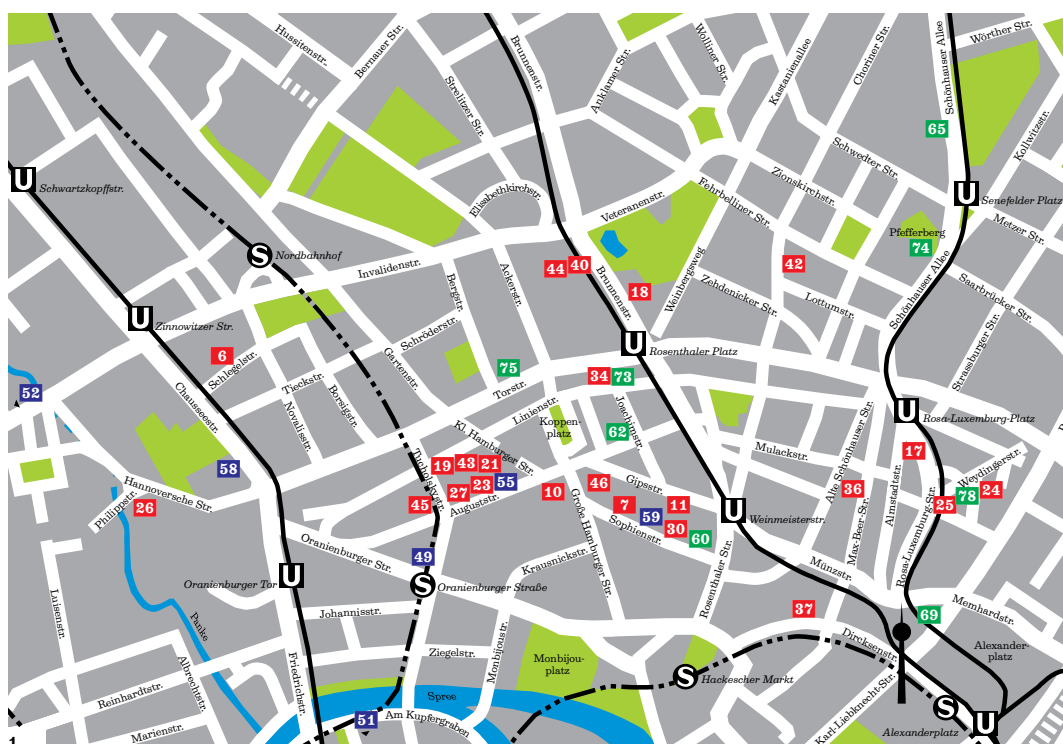 Hussitenstr.
Bernauer Str.
Brunnenstr.
Strelitzer Str.
Anklamer Str.
Wolliner Str.
Kastanienallee
Choriner Str.
Schönhauser Allee
Wörther Str.
65
Kollwitzstr.
Schwedter Str.
Zionskirchstr.
U Schwartzkopffstr.
Elisabethkirchstr.
Veteranenstr.
Fehrbelliner Str.
U Senefelder Platz
Metzer Str.
Pfefferberg
74
S Nordbahnhof
Invalidenstr.
Bergstr.
Ackerstr.
44
40
18
Brunnenstr.
Weinbergsweg
42
Zehdenicker Str.
Lottumstr.
Schönhauser Allee
Saarbrücker Str.
Strassburger Str.
U Zinnowitzer Str.
6
Schlegelstr.
Schröderstr.
Gartenstr.
U Rosenthaler Platz
52
Chausseestr.
Tieckstr.
Novalisstr.
Borsigstr.
75
Torstr.
34
73
Linienstr.
Joachimstr.
Koppen-
platz
62
U Rosa-Luxemburg-Platz
Kl. Hamburger Str.
Tucholskystr.
Mulackstr.
Alte Schönhauser Str.
17
Weydingerstr.
58
19
43
21
23
55
27
45
Auguststr.
10
46
Gipsstr.
7
11
59
30
60
Sophienstr.
36
Max-Beer-Str.
Almstadtstr.
25
78
24
Hannoversche Str.
Philippstr.
26
Große Hamburger Str.
U Weinmeisterstr.
Rosa-Luxemburg-Str.
Oranienburger Str.
49
Krausnickstr.
Rosenthaler Str.
Münzstr.
Oranienburger Tor U
S Oranienburger Straße
Luisenstr.
Panke
Johannisstr.
37
69
Memhardstr.
Dircksenstr.
Alexander-
platz
Ziegelstr.
Monbijoustr.
Monbijou-
platz
S Hackescher Markt
Reinhardtstr.
Albrechtstr.
Friedrichstr.
Spree
Karl-Liebknecht-Str.
51
Am Kupfergraben
S
U
Alexanderplatz
Marienstr.
1